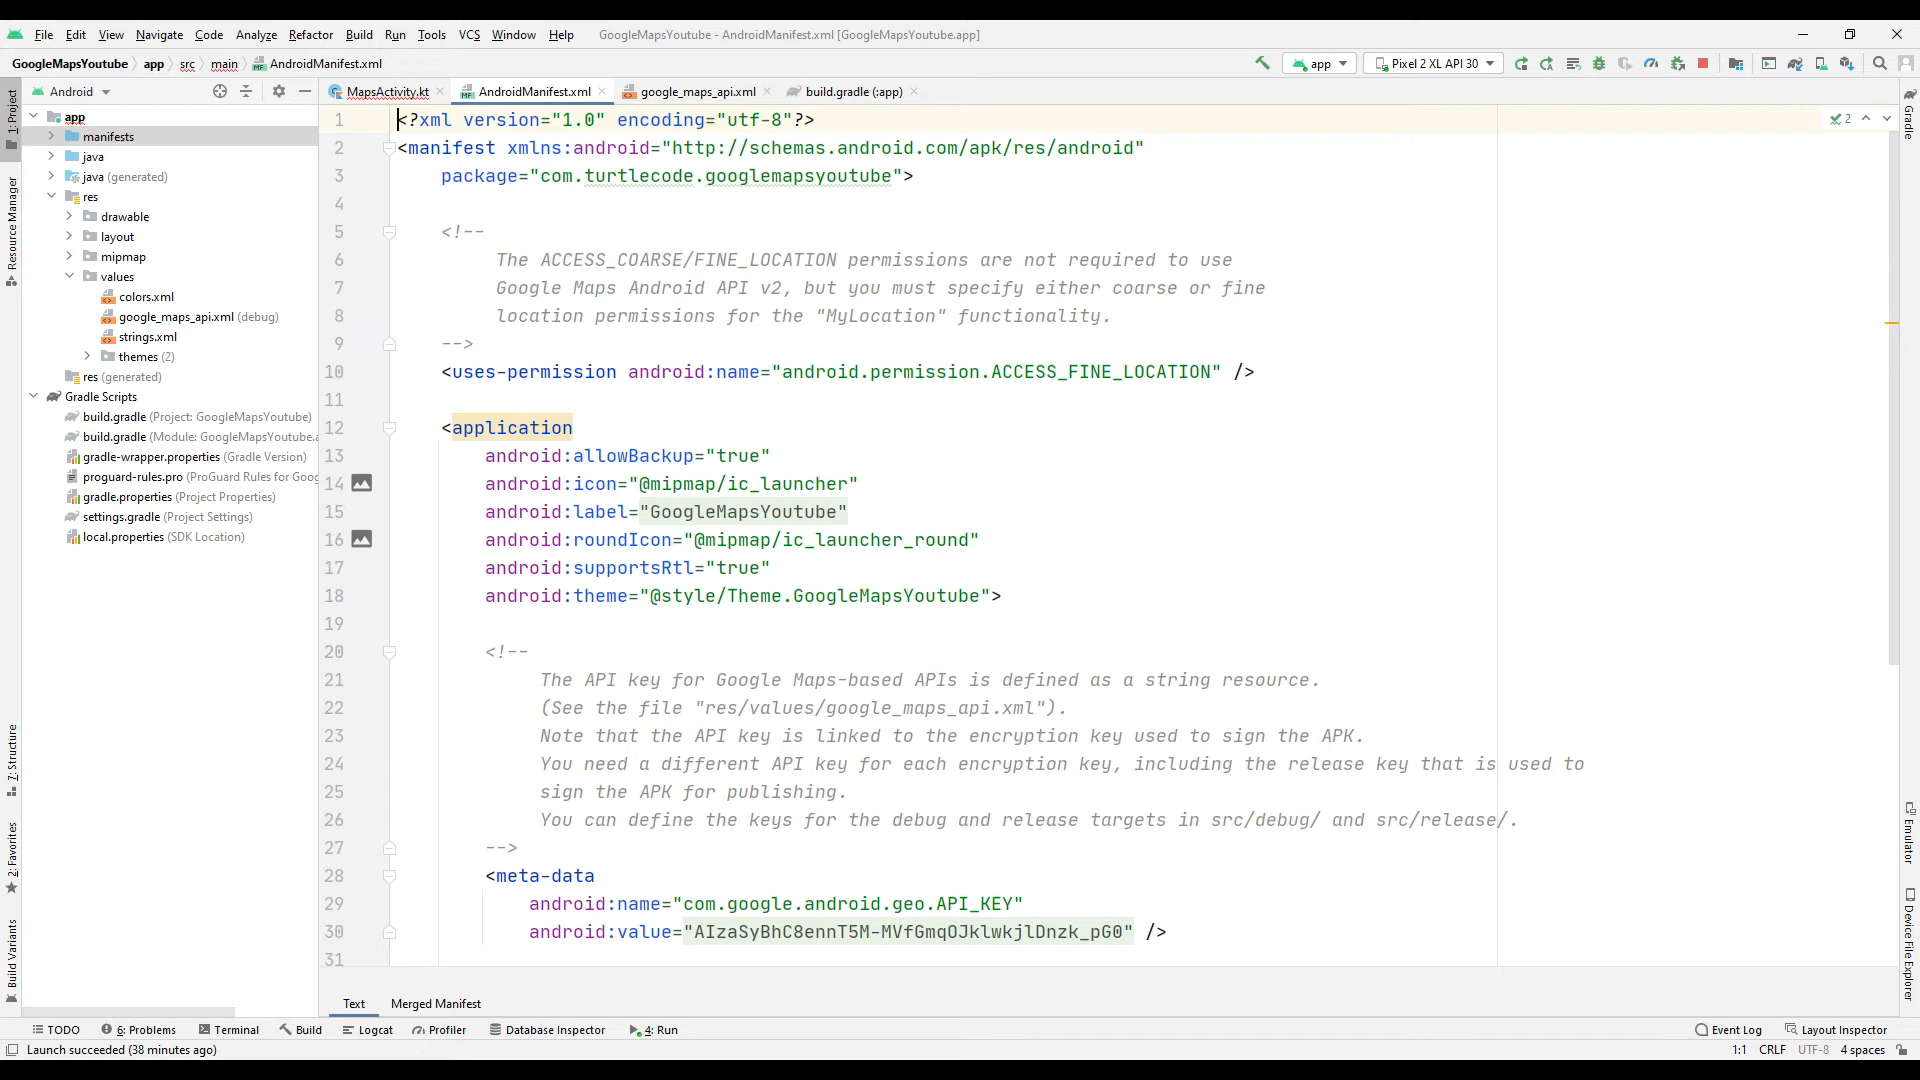 File Edit View Navigate Code Analyze Refactor Build Run Tools VCS Window Help GoogleMapsYoutube - AndroidManifest.xml [GoogleMapsYoutube.app]
GoogleMapsYoutube app src main AndroidManifest.xml app Pixel 2 XL API 30
Android MapsActivity.kt AndroidManifest.xml google_maps_api.xml build.gradle (:app)
1: Project
Resource Manager
7: Structure
2: Favorites
Build Variants
app
manifests
java
java (generated)
res
drawable
layout
mipmap
values
colors.xml
google_maps_api.xml (debug)
strings.xml
themes (2)
res (generated)
Gradle Scripts
build.gradle (Project: GoogleMapsYoutube)
build.gradle (Module: GoogleMapsYoutube.a
gradle-wrapper.properties (Gradle Version)
proguard-rules.pro (ProGuard Rules for Goog
gradle.properties (Project Properties)
settings.gradle (Project Settings)
local.properties (SDK Location)
1 <?xml version="1.0" encoding="utf-8"?>
2 <manifest xmlns:android="http://schemas.android.com/apk/res/android"
3 package="com.turtlecode.googlemapsyoutube">
4
5 <!--
6 The ACCESS_COARSE/FINE_LOCATION permissions are not required to use
7 Google Maps Android API v2, but you must specify either coarse or fine
8 location permissions for the "MyLocation" functionality.
9 -->
10 <uses-permission android:name="android.permission.ACCESS_FINE_LOCATION" />
11
12 <application
13 android:allowBackup="true"
14 android:icon="@mipmap/ic_launcher"
15 android:label="GoogleMapsYoutube"
16 android:roundIcon="@mipmap/ic_launcher_round"
17 android:supportsRtl="true"
18 android:theme="@style/Theme.GoogleMapsYoutube">
19
20 <!--
21 The API key for Google Maps-based APIs is defined as a string resource.
22 (See the file "res/values/google_maps_api.xml").
23 Note that the API key is linked to the encryption key used to sign the APK.
24 You need a different API key for each encryption key, including the release key that is used to
25 sign the APK for publishing.
26 You can define the keys for the debug and release targets in src/debug/ and src/release/.
27 -->
28 <meta-data
29 android:name="com.google.android.geo.API_KEY"
30 android:value="AIzaSyBhC8ennT5M-MVfGmqOJklwkjlDnzk_pG0" />
31
2
Gradle
Emulator
Device File Explorer
Text Merged Manifest
TODO 6: Problems Terminal Build Logcat Profiler Database Inspector 4: Run Event Log Layout Inspector
Launch succeeded (38 minutes ago) 1:1 CRLF UTF-8 4 spaces